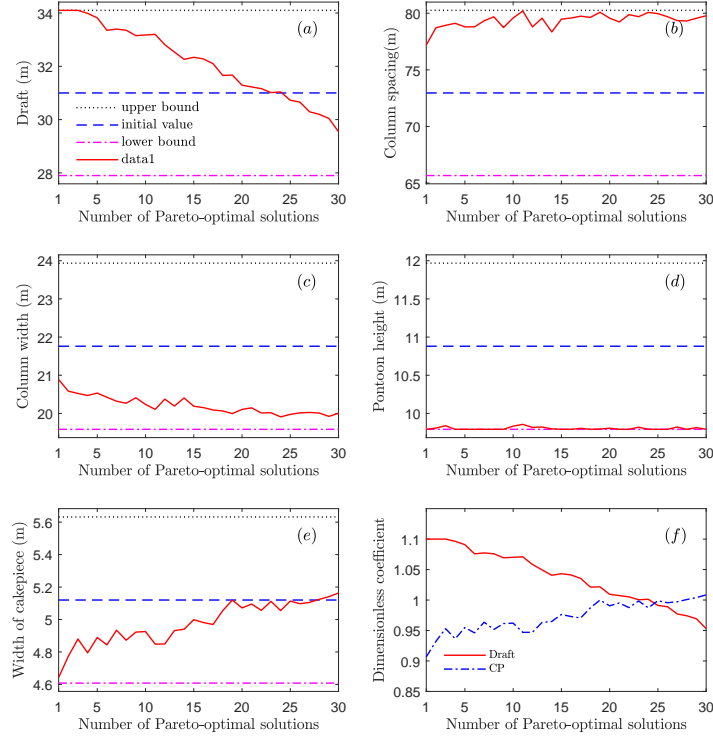 (a)
34
32
30
28
Draft (m)
upper bound
initial value
lower bound
data1
1 5 10 15 20 25 30
Number of Pareto-optimal solutions
(b)
80
75
70
65
Column spacing(m)
1 5 10 15 20 25 30
Number of Pareto-optimal solutions
(c)
24
23
22
21
20
Column width (m)
1 5 10 15 20 25 30
Number of Pareto-optimal solutions
(d)
12
11.5
11
10.5
10
Pontoon height (m)
1 5 10 15 20 25 30
Number of Pareto-optimal solutions
(e)
5.6
5.4
5.2
5
4.8
4.6
Width of cakepiece (m)
1 5 10 15 20 25 30
Number of Pareto-optimal solutions
(f)
1.1
1.05
1
0.95
0.9
0.85
Dimensionless coefficient
Draft
CP
1 5 10 15 20 25 30
Number of Pareto-optimal solutions